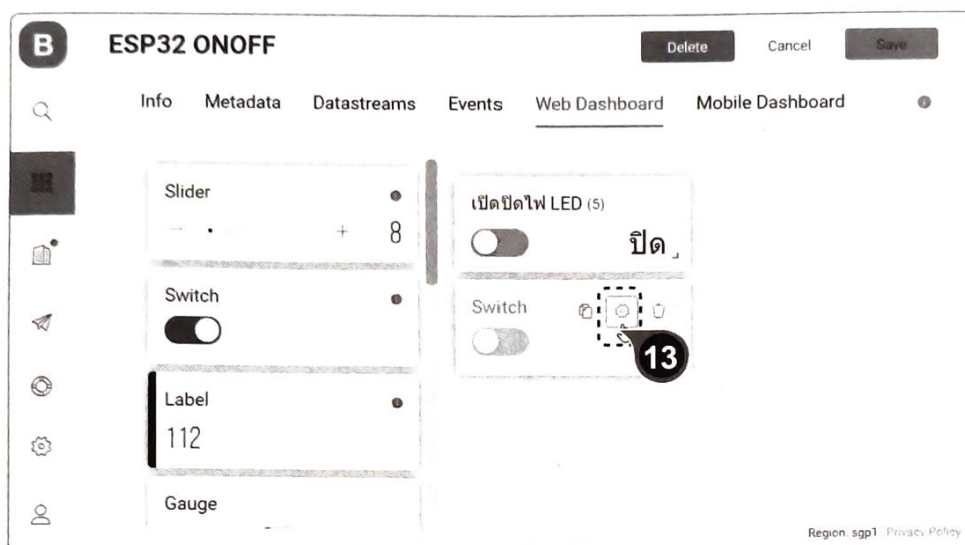 B ESP32 ONOFF Delete Cancel Save
Info Metadata Datastreams Events Web Dashboard Mobile Dashboard
Slider
— + 8
Switch
Label
112
Gauge
เปิดปิดไฟ LED (5)
ปิด
Switch
13
Region: sgp1 Privacy Policy